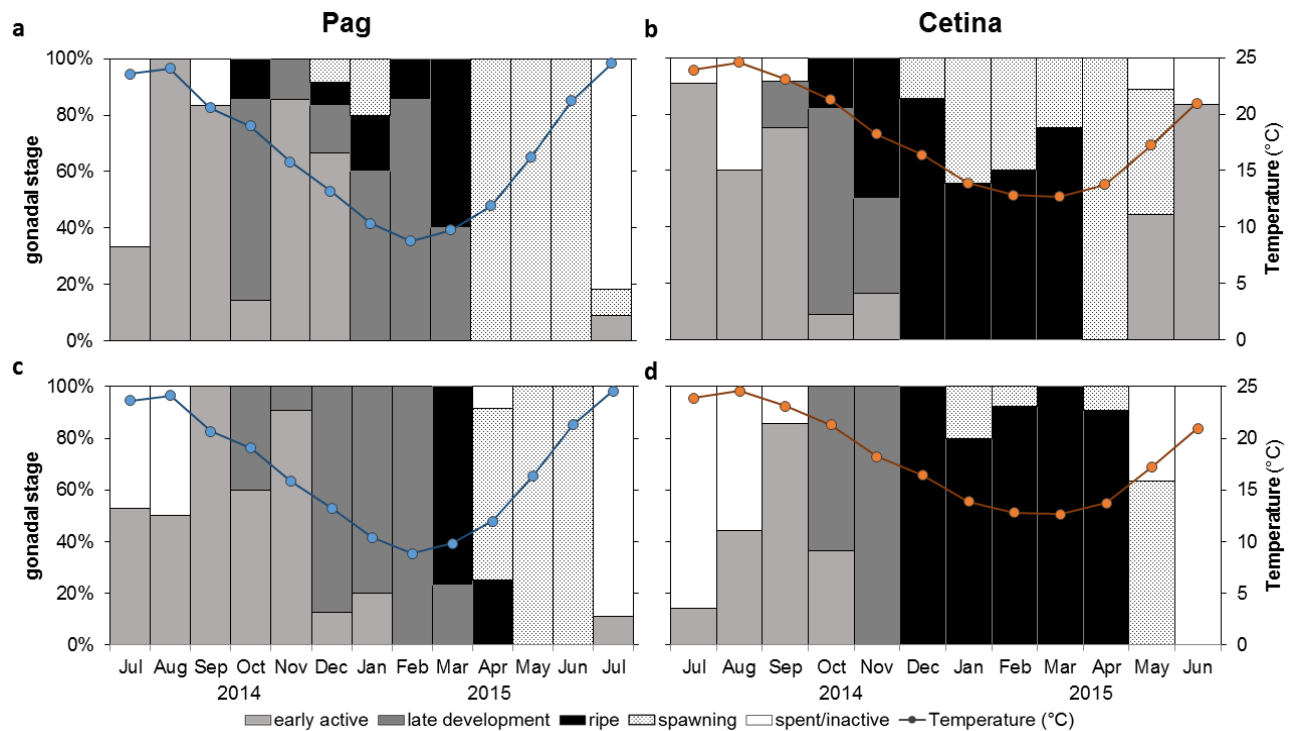 Pag
Cetina
a
b
gonadal stage
100%
80%
60%
40%
20%
0%
25
20
15
10
5
0
Temperature (°C)
c
d
gonadal stage
100%
80%
60%
40%
20%
0%
25
20
15
10
5
0
Temperature (°C)
Jul Aug Sep Oct Nov Dec Jan Feb Mar Apr May Jun Jul
Jul Aug Sep Oct Nov Dec Jan Feb Mar Apr May Jun
2014 2015
2014 2015
early active late development ripe spawning spent/inactive Temperature (°C)